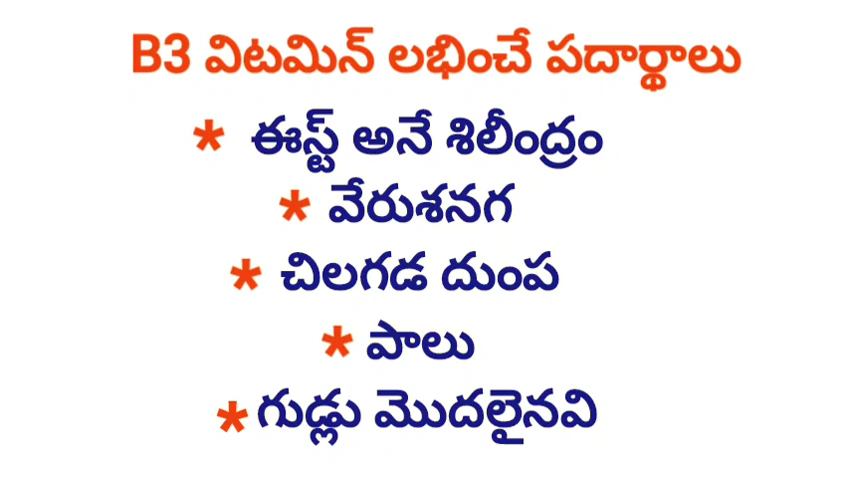 B3 విటమిన్ లభించే పదార్థాలు
* ఈస్ట్ అనే శిలీంద్రం
* వేరుశనగ
* చిలగడ దుంప
* పాలు
* గుడ్లు మొదలైనవి